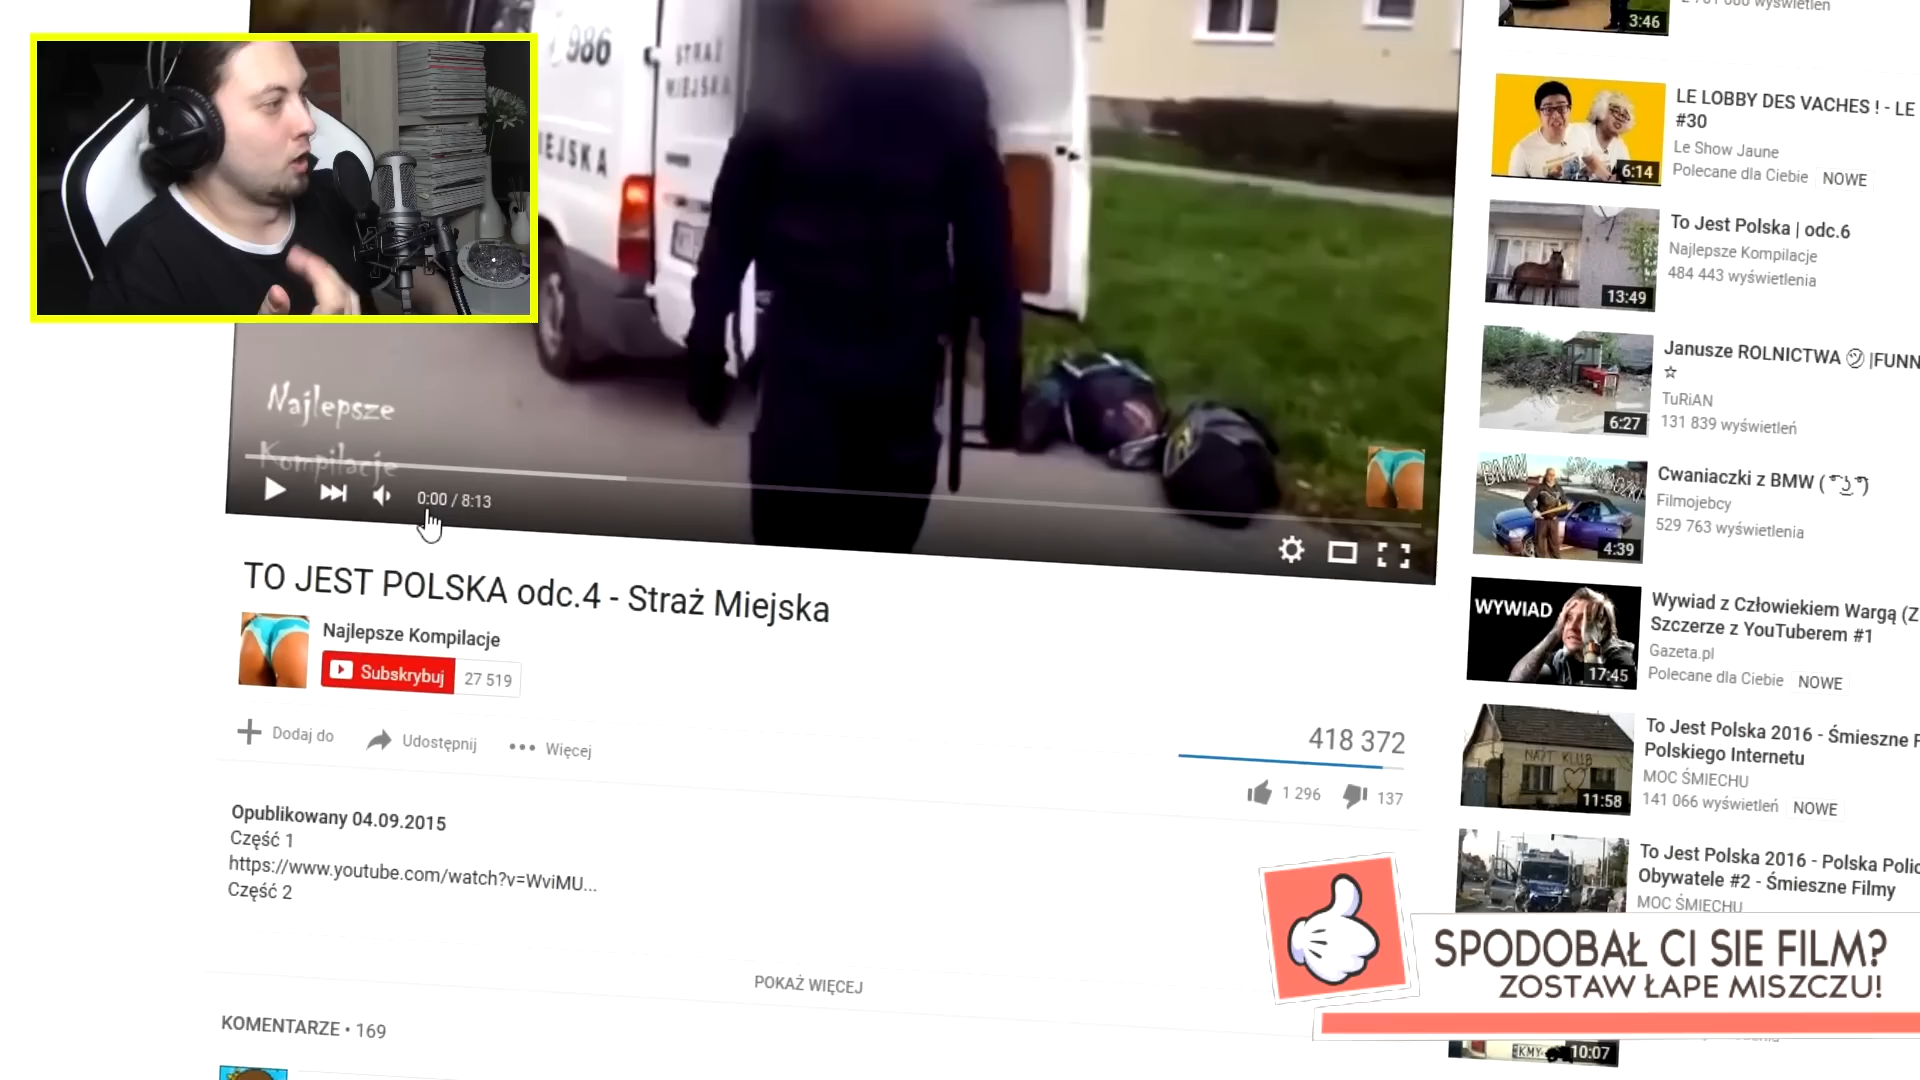 986
STRAŻ
MIEJSKA
MIEJSKA
Najlepsze
Kompilacje
0:00 / 8:13
TO JEST POLSKA odc.4 - Straż Miejska
Najlepsze Kompilacje
Subskrybuj 27 519
Dodaj do Udostępnij Więcej
418 372
1 296 137
Opublikowany 04.09.2015
Część 1
https://www.youtube.com/watch?v=WviMU...
Część 2
POKAŻ WIĘCEJ
KOMENTARZE • 169
3:46
LE LOBBY DES VACHES ! - LE
#30
Le Show Jaune
Polecane dla Ciebie NOWE
6:14
To Jest Polska | odc.6
Najlepsze Kompilacje
484 443 wyświetlenia
13:49
Janusze ROLNICTWA ツ |FUNN
☆
TuRiAN
131 839 wyświetleń
6:27
BMW
Cwaniaczki z BMW ( ͡° ͜ʖ ͡°)
Filmojebcy
529 763 wyświetlenia
4:39
WYWIAD
Wywiad z Człowiekiem Wargą (Z
Szczerze z YouTuberem #1
Gazeta.pl
Polecane dla Ciebie NOWE
17:45
NAJT KLUB
To Jest Polska 2016 - Śmieszne F
Polskiego Internetu
MOC ŚMIECHU
141 066 wyświetleń NOWE
11:58
To Jest Polska 2016 - Polska Polic
Obywatele #2 - Śmieszne Filmy
MOC ŚMIECHU
SPODOBAŁ CI SIE FILM?
ZOSTAW ŁAPE MISZCZU!
KMY
10:07